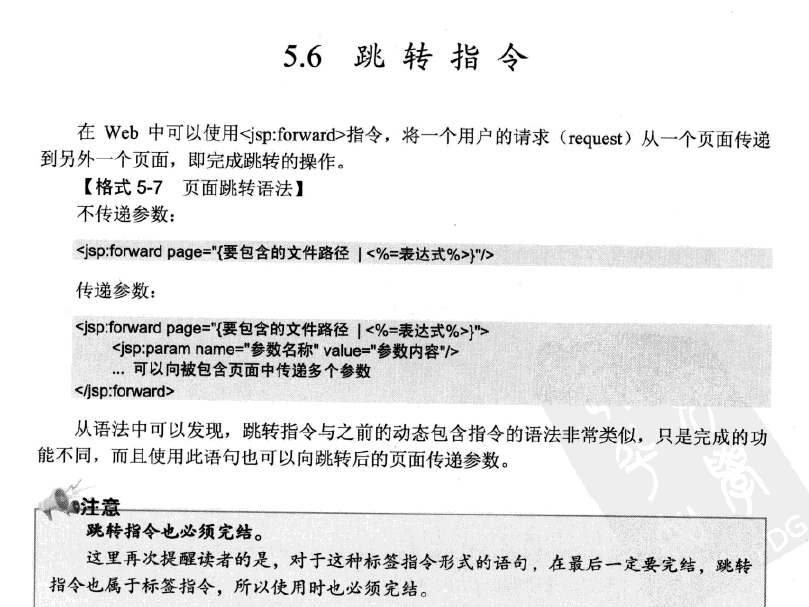 5.6 跳转指令
在 Web 中可以使用<jsp:forward>指令，将一个用户的请求（request）从一个页面传递
到另外一个页面，即完成跳转的操作。
【格式 5-7 页面跳转语法】
不传递参数：
<jsp:forward page="{要包含的文件路径 | <%=表达式%>}"/>
传递参数：
<jsp:forward page="{要包含的文件路径 | <%=表达式%>}">
<jsp:param name="参数名称" value="参数内容"/>
... 可以向被包含页面中传递多个参数
</jsp:forward>
从语法中可以发现，跳转指令与之前的动态包含指令的语法非常类似，只是完成的功
能不同，而且使用此语句也可以向跳转后的页面传递参数。
注意
跳转指令也必须完结。
这里再次提醒读者的是，对于这种标签指令形式的语句，在最后一定要完结，跳转
指令也属于标签指令，所以使用时也必须完结。